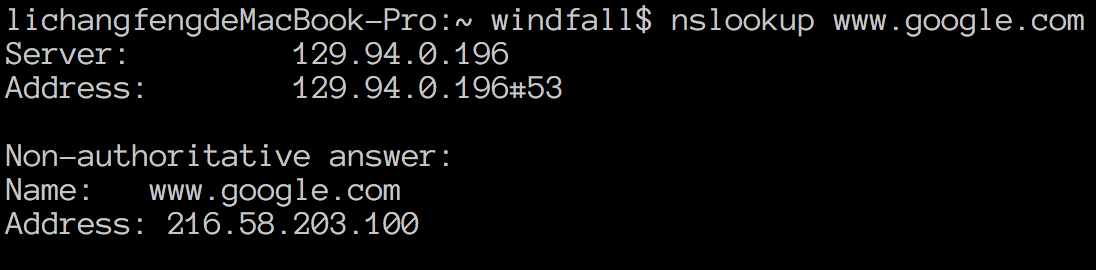 lichangfengdeMacBook-Pro:~ windfall$ nslookup www.google.com
Server:		129.94.0.196
Address:	129.94.0.196#53

Non-authoritative answer:
Name:	www.google.com
Address: 216.58.203.100